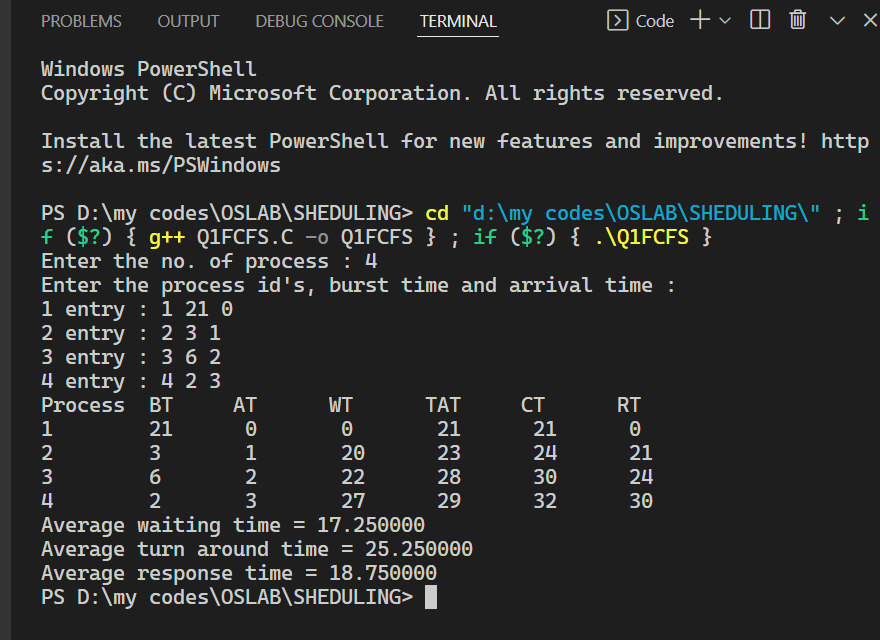 PROBLEMS OUTPUT DEBUG CONSOLE TERMINAL Code
Windows PowerShell
Copyright (C) Microsoft Corporation. All rights reserved.
Install the latest PowerShell for new features and improvements! http
s://aka.ms/PSWindows
PS D:\my codes\OSLAB\SHEDULING> cd "d:\my codes\OSLAB\SHEDULING\" ; i
f ($?) { g++ Q1FCFS.C -o Q1FCFS } ; if ($?) { .\Q1FCFS }
Enter the no. of process : 4
Enter the process id's, burst time and arrival time :
1 entry : 1 21 0
2 entry : 2 3 1
3 entry : 3 6 2
4 entry : 4 2 3
Process BT AT WT TAT CT RT
1 21 0 0 21 21 0
2 3 1 20 23 24 21
3 6 2 22 28 30 24
4 2 3 27 29 32 30
Average waiting time = 17.250000
Average turn around time = 25.250000
Average response time = 18.750000
PS D:\my codes\OSLAB\SHEDULING>